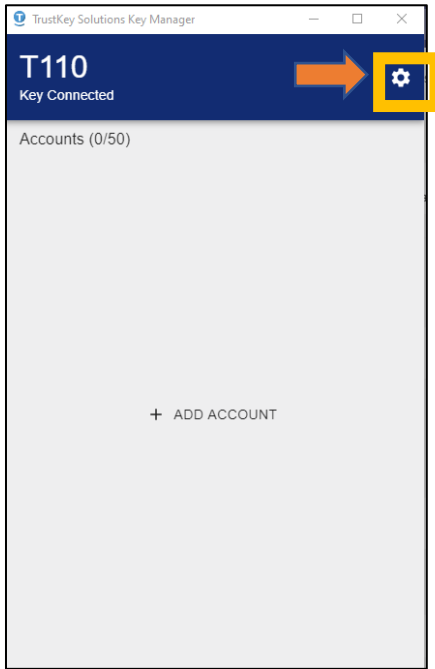 TrustKey Solutions Key Manager
T110
Key Connected
Accounts (0/50)
+ ADD ACCOUNT